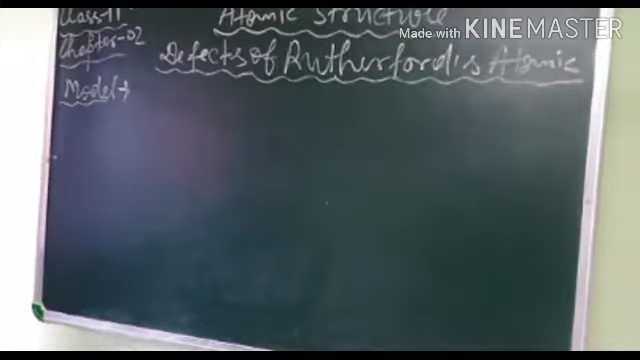 Class-11
Atomic Structure
Made with KINEMASTER
Chapter-02
Defects of Rutherford's Atomic
Model →